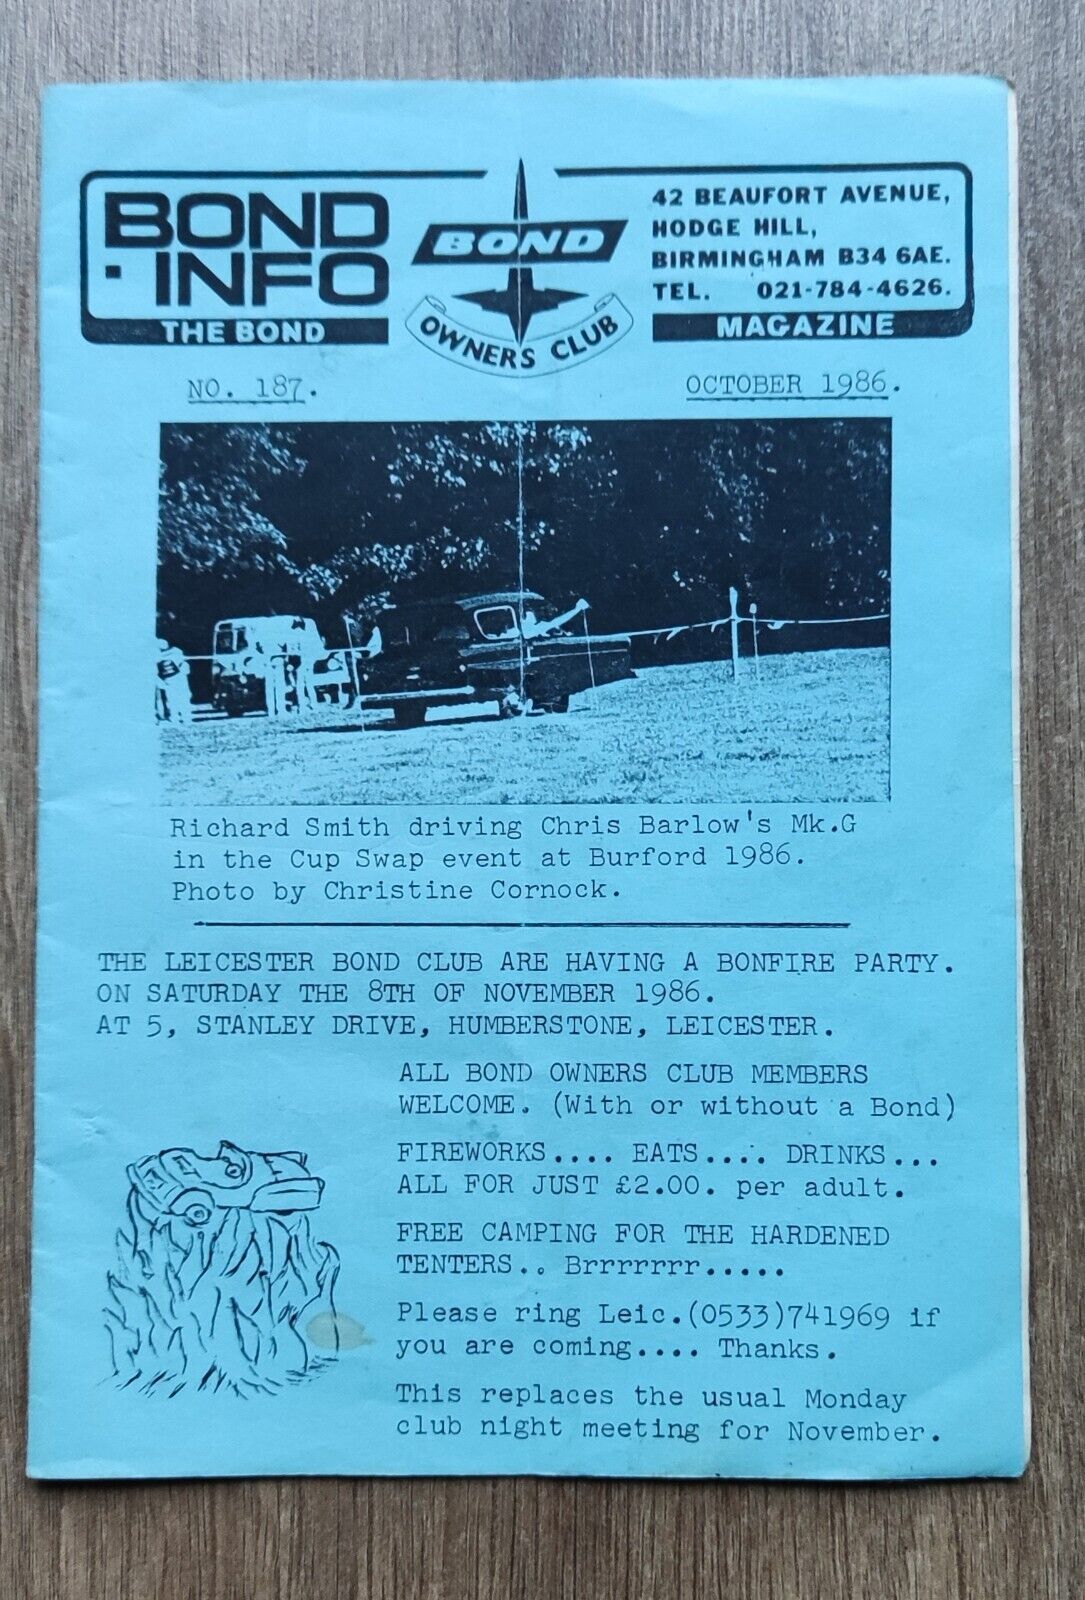 BOND
·INFO
THE BOND
BOND
OWNERS CLUB
42 BEAUFORT AVENUE,
HODGE HILL,
BIRMINGHAM B34 6AE.
TEL. 021-784-4626.
MAGAZINE
NO. 187.
OCTOBER 1986.
Richard Smith driving Chris Barlow's Mk.G
in the Cup Swap event at Burford 1986.
Photo by Christine Cornock.
THE LEICESTER BOND CLUB ARE HAVING A BONFIRE PARTY.
ON SATURDAY THE 8TH OF NOVEMBER 1986.
AT 5, STANLEY DRIVE, HUMBERSTONE, LEICESTER.
ALL BOND OWNERS CLUB MEMBERS
WELCOME. (With or without a Bond)
FIREWORKS.... EATS.... DRINKS...
ALL FOR JUST £2.00. per adult.
FREE CAMPING FOR THE HARDENED
TENTERS.. Brrrrrrr.....
Please ring Leic.(0533)741969 if
you are coming.... Thanks.
This replaces the usual Monday
club night meeting for November.